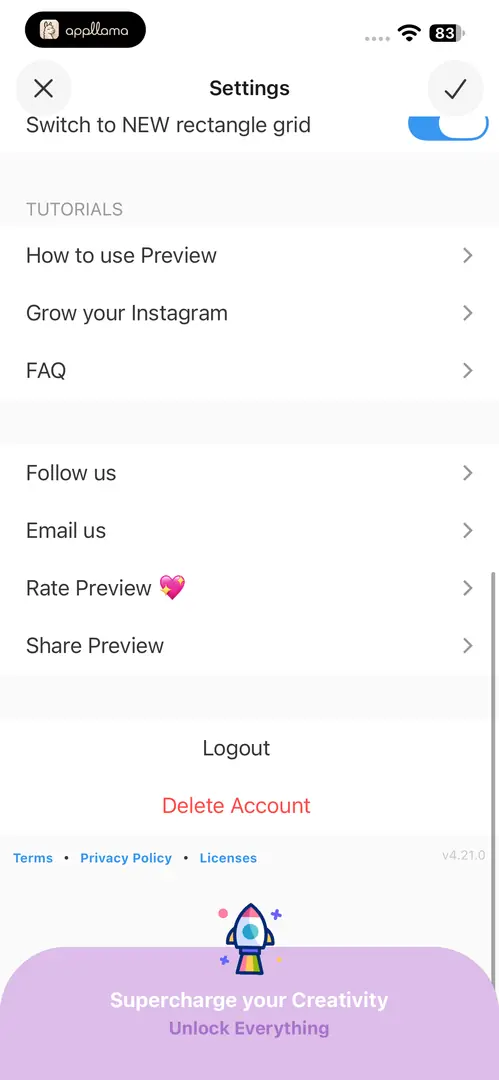 appllama
83
Settings
Switch to NEW rectangle grid
TUTORIALS
How to use Preview
Grow your Instagram
FAQ
Follow us
Email us
Rate Preview 💖
Share Preview
Logout
Delete Account
Terms • Privacy Policy • Licenses
v4.21.0
Supercharge your Creativity
Unlock Everything